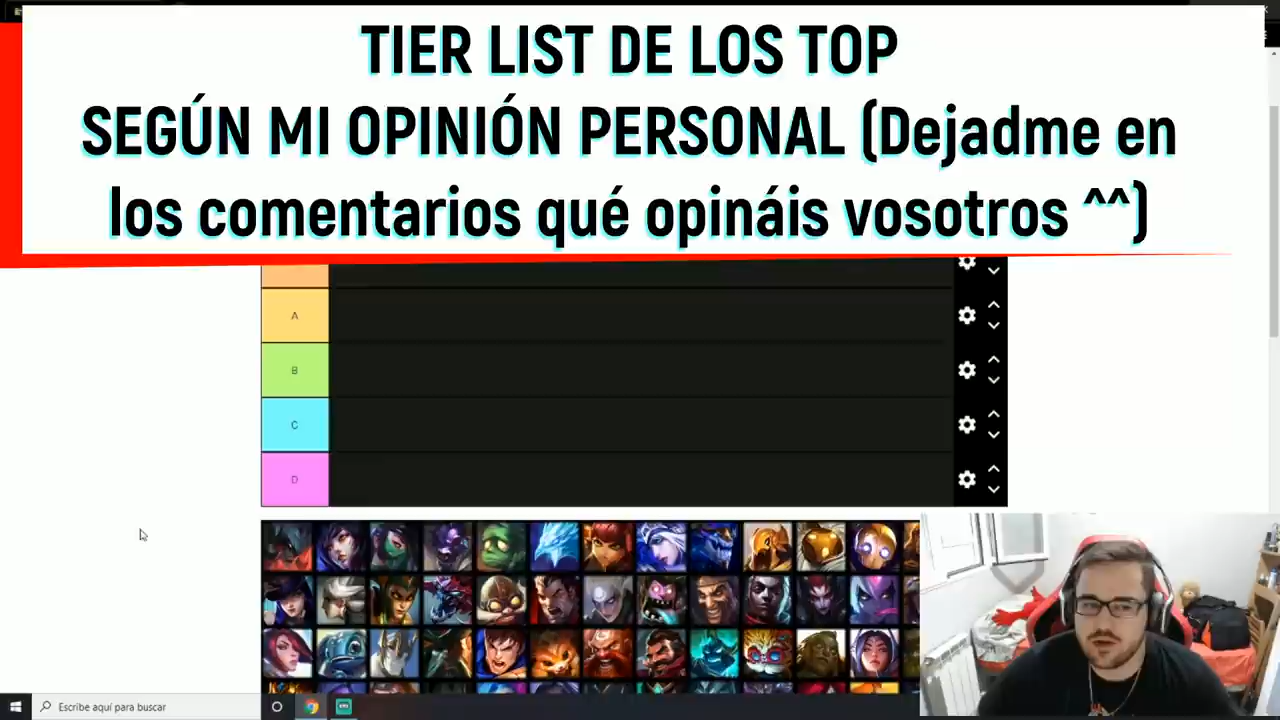 TIER LIST DE LOS TOP
SEGÚN MI OPINIÓN PERSONAL (Dejadme en
los comentarios qué opináis vosotros ^^)
A
B
C
D
Escribe aquí para buscar